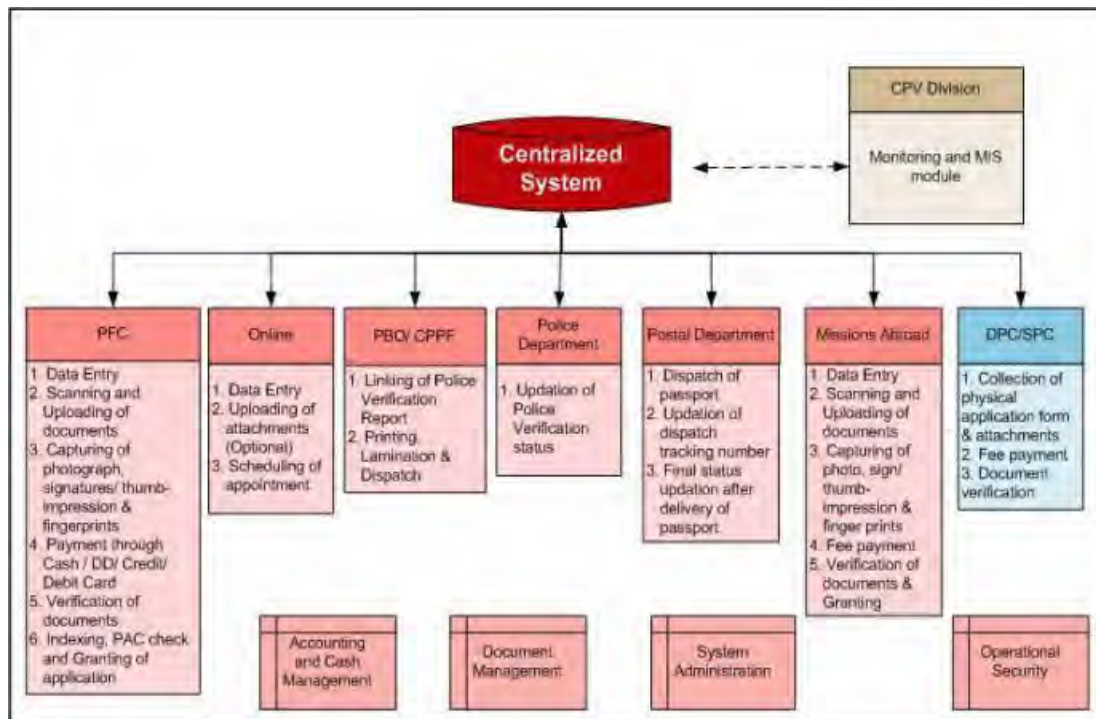 CPV Division
Monitoring and MIS
module
Centralized
System
PFC
1. Data Entry
2. Scanning and
Uploading of
documents
3. Capturing of
photograph,
signatures/ thumb-
impression &
fingerprints
4. Payment through
Cash / DD/ Credit/
Debit Card
5. Verification of
documents
6. Indexing, PAC check
and Granting of
application
Online
1. Data Entry
2. Uploading of
attachments
(Optional)
3. Scheduling of
appointment
PBO/ CPPF
1. Linking of Police
Verification
Report
2. Printing,
Lamination &
Dispatch
Police
Department
1. Updation of
Police
Verification
status
Postal Department
1. Dispatch of
passport
2. Updation of
dispatch
tracking number
3. Final status
updation after
delivery of
passport
Missions Abroad
1. Data Entry
2. Scanning and
Uploading of
documents
3. Capturing of
photo, sign/
thumb-
impression &
finger prints
4. Fee payment
5. Verification of
documents &
Granting
DPC/SPC
1. Collection of
physical
application form
& attachments
2. Fee payment
3. Document
verification
Accounting
and Cash
Management
Document
Management
System
Administration
Operational
Security